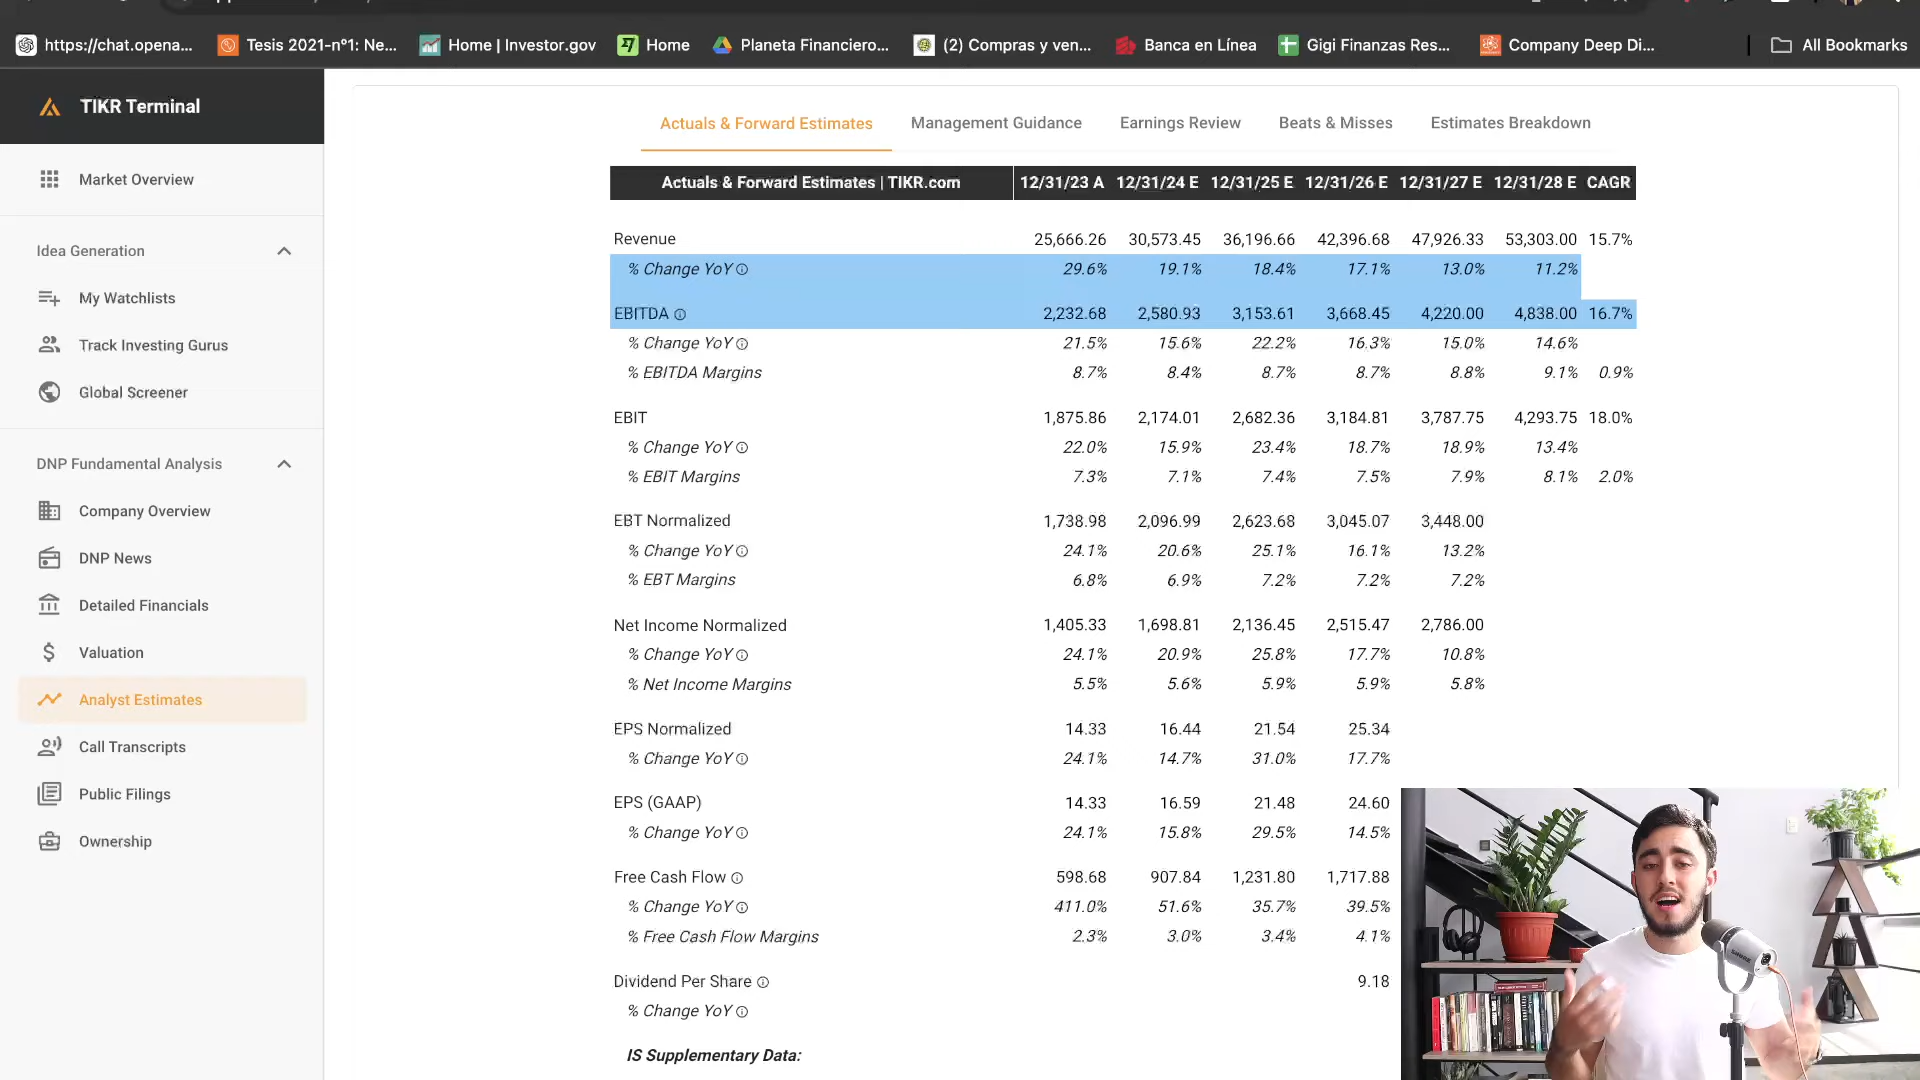 https://chat.opena...
Tesis 2021-nº1: Ne...
Home | Investor.gov
Home
Planeta Financiero...
(2) Compras y ven...
Banca en Línea
Gigi Finanzas Res...
Company Deep Di...
All Bookmarks
TIKR Terminal
Market Overview
Idea Generation
My Watchlists
Track Investing Gurus
Global Screener
DNP Fundamental Analysis
Company Overview
DNP News
Detailed Financials
Valuation
Analyst Estimates
Call Transcripts
Public Filings
Ownership
Actuals & Forward Estimates Management Guidance Earnings Review Beats & Misses Estimates Breakdown
Actuals & Forward Estimates | TIKR.com 12/31/23 A 12/31/24 E 12/31/25 E 12/31/26 E 12/31/27 E 12/31/28 E CAGR
Revenue 25,666.26 30,573.45 36,196.66 42,396.68 47,926.33 53,303.00 15.7%
% Change YoY 29.6% 19.1% 18.4% 17.1% 13.0% 11.2%
EBITDA 2,232.68 2,580.93 3,153.61 3,668.45 4,220.00 4,838.00 16.7%
% Change YoY 21.5% 15.6% 22.2% 16.3% 15.0% 14.6%
% EBITDA Margins 8.7% 8.4% 8.7% 8.7% 8.8% 9.1% 0.9%
EBIT 1,875.86 2,174.01 2,682.36 3,184.81 3,787.75 4,293.75 18.0%
% Change YoY 22.0% 15.9% 23.4% 18.7% 18.9% 13.4%
% EBIT Margins 7.3% 7.1% 7.4% 7.5% 7.9% 8.1% 2.0%
EBT Normalized 1,738.98 2,096.99 2,623.68 3,045.07 3,448.00
% Change YoY 24.1% 20.6% 25.1% 16.1% 13.2%
% EBT Margins 6.8% 6.9% 7.2% 7.2% 7.2%
Net Income Normalized 1,405.33 1,698.81 2,136.45 2,515.47 2,786.00
% Change YoY 24.1% 20.9% 25.8% 17.7% 10.8%
% Net Income Margins 5.5% 5.6% 5.9% 5.9% 5.8%
EPS Normalized 14.33 16.44 21.54 25.34
% Change YoY 24.1% 14.7% 31.0% 17.7%
EPS (GAAP) 14.33 16.59 21.48 24.60
% Change YoY 24.1% 15.8% 29.5% 14.5%
Free Cash Flow 598.68 907.84 1,231.80 1,717.88
% Change YoY 411.0% 51.6% 35.7% 39.5%
% Free Cash Flow Margins 2.3% 3.0% 3.4% 4.1%
Dividend Per Share 9.18
% Change YoY
IS Supplementary Data: